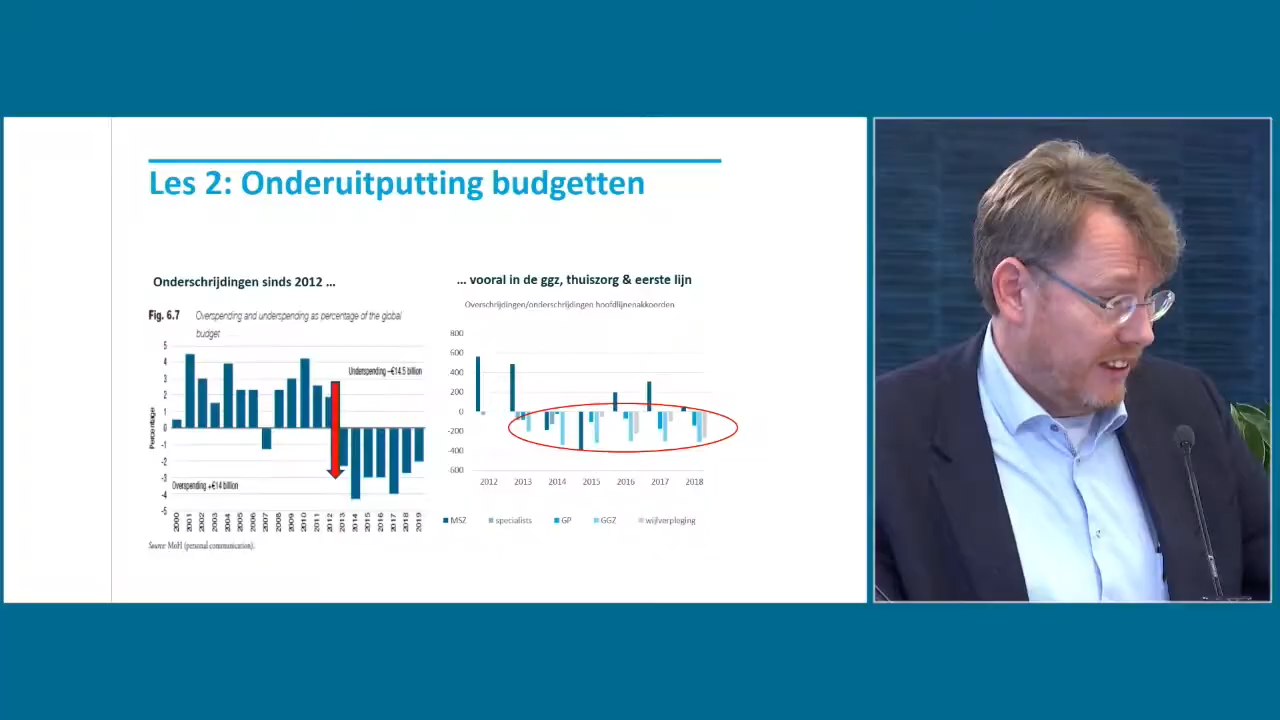 Les 2: Onderuitputting budgetten
Onderschrijdingen sinds 2012 ...
Fig. 6.7 Overspending and underspending as percentage of the global
budget
Percentage
5
4
3
2
1
0
-1
-2
-3
-4
-5
Underspending –€14.5 billion
Overspending +€14 billion
2000 2001 2002 2003 2004 2005 2006 2007 2008 2009 2010 2011 2012 2013 2014 2015 2016 2017 2018 2019
Source: MoH (personal communication).
... vooral in de ggz, thuiszorg & eerste lijn
Overschrijdingen/onderschrijdingen hoofdlijnenakkoorden
800
600
400
200
0
-200
-400
-600
2012 2013 2014 2015 2016 2017 2018
MSZ specialists GP GGZ wijkverpleging